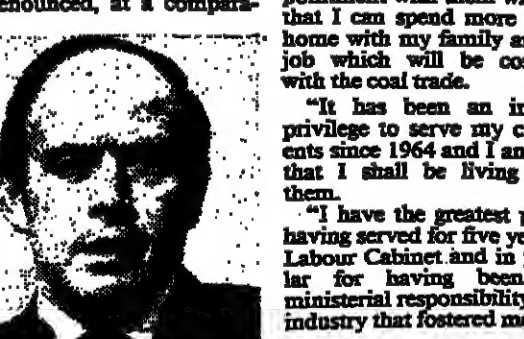 enounced, at a compara-
that I can spend more
home with my family a
job which will be co
with the coal trade.
"It has been an in
privilege to serve my c
ents since 1964 and I an
that I shall be living
them.
"I have the greatest p
having served for five ye
Labour Cabinet and in
lar for having been
ministerial responsibility
industry that fostered m